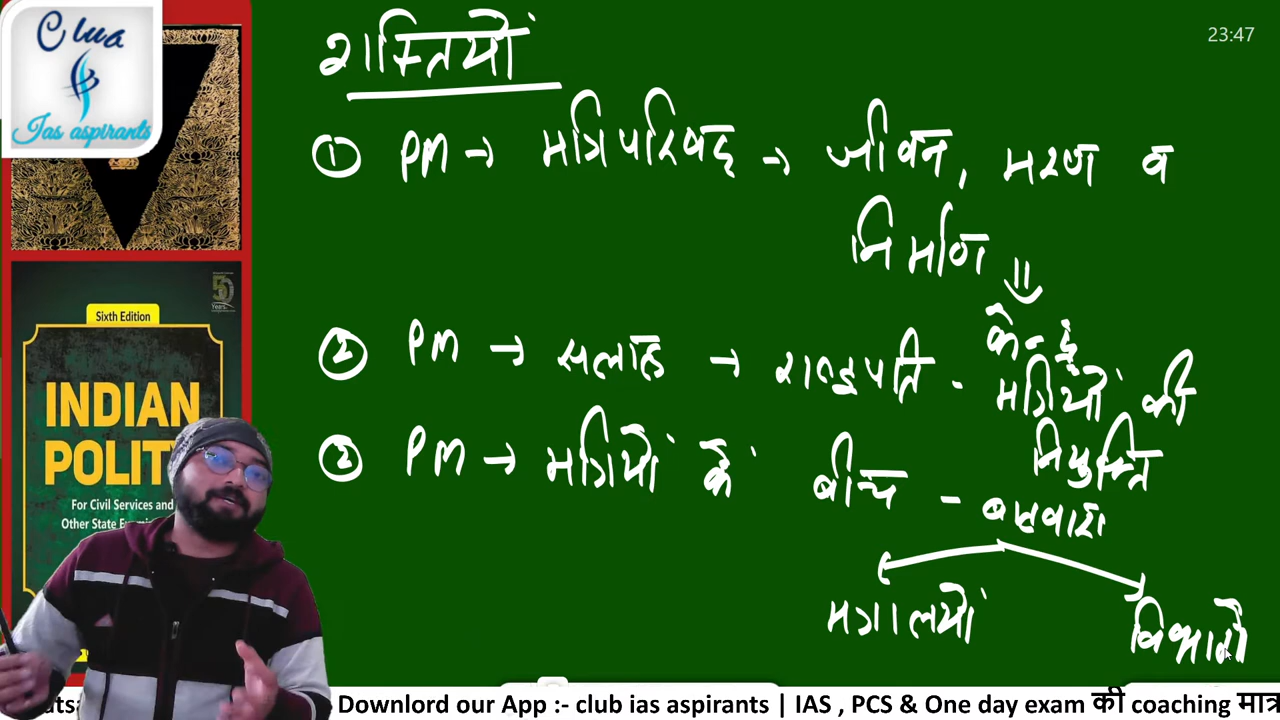 Clua
Ias aspirants
23:47
शक्तियों
① PM → मंत्रिपरिषद → जीवन, मरण व
निर्माण
② PM → सलाह → राष्ट्रपति - केन्द्र
मंत्रियों की
नियुक्ति
③ PM → मंत्रियों के बीच - बटवारा
मंत्रालयों विभागों
Sixth Edition
INDIAN
POLIT
For Civil Services and
Other State
Downlord our App :- club ias aspirants | IAS , PCS & One day exam की coaching मात्र